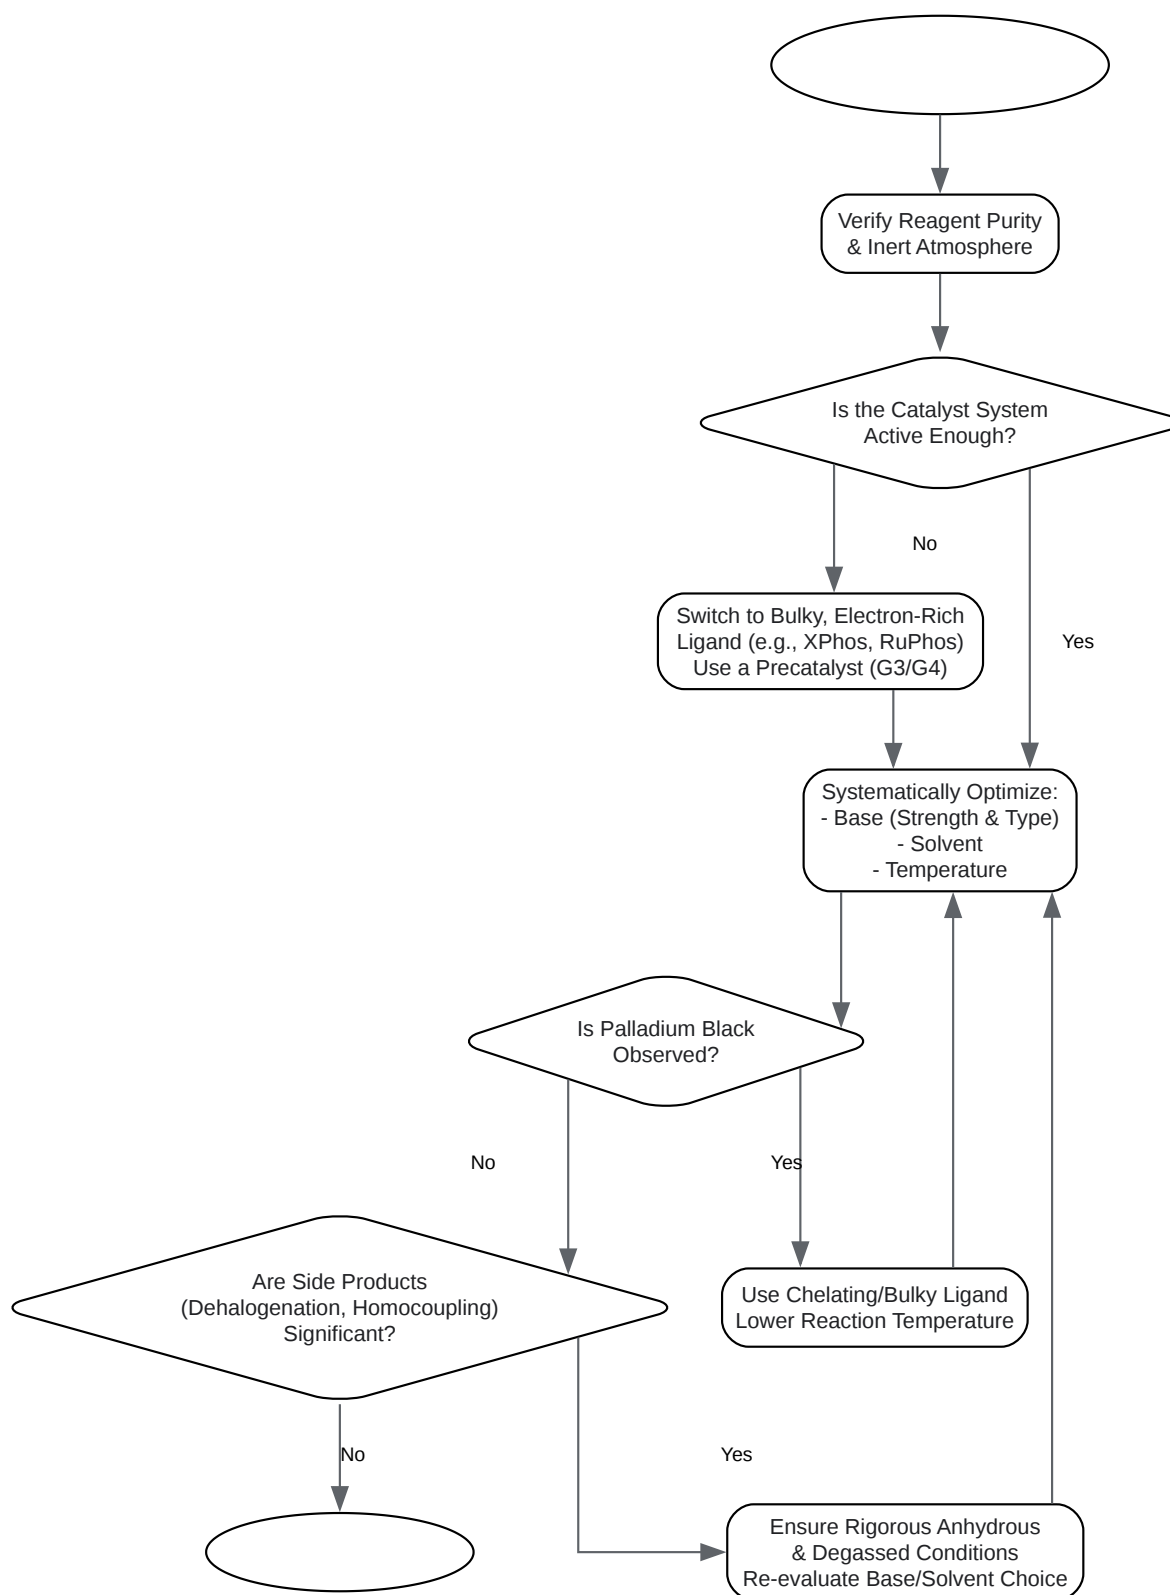 Verify Reagent Purity
& Inert Atmosphere
Is the Catalyst System
Active Enough?
No
Switch to Bulky, Electron-Rich
Ligand (e.g., XPhos, RuPhos)
Use a Precatalyst (G3/G4)
Yes
Systematically Optimize:
- Base (Strength & Type)
- Solvent
- Temperature
Is Palladium Black
Observed?
No
Yes
Are Side Products
(Dehalogenation, Homocoupling)
Significant?
Use Chelating/Bulky Ligand
Lower Reaction Temperature
No
Yes
Ensure Rigorous Anhydrous
& Degassed Conditions
Re-evaluate Base/Solvent Choice